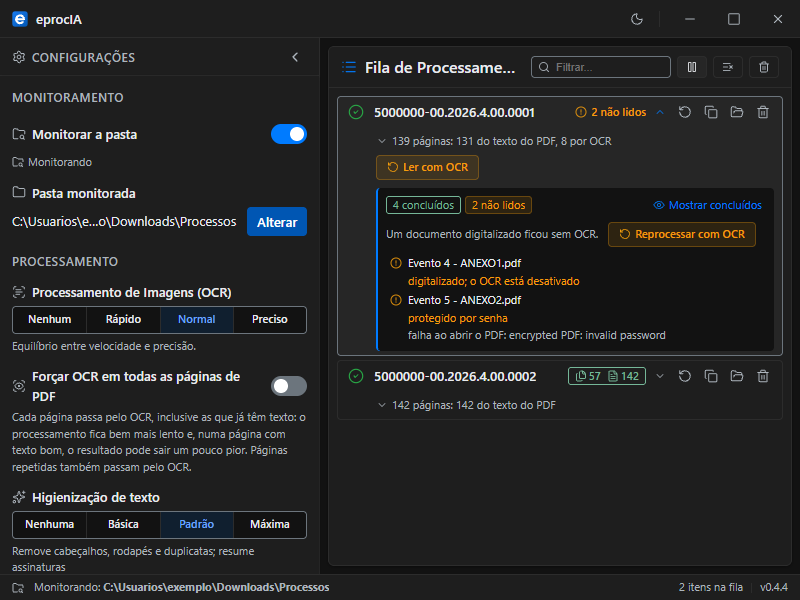 eprocIA
CONFIGURAÇÕES
MONITORAMENTO
Monitorar a pasta
Monitorando
Pasta monitorada
C:\Usuarios\e...o\Downloads\Processos
Alterar
PROCESSAMENTO
Processamento de Imagens (OCR)
Nenhum
Rápido
Normal
Preciso
Equilíbrio entre velocidade e precisão.
Forçar OCR em todas as páginas de
PDF
Cada página passa pelo OCR, inclusive as que já têm texto: o
processamento fica bem mais lento e, numa página com
texto bom, o resultado pode sair um pouco pior. Páginas
repetidas também passam pelo OCR.
Higienização de texto
Nenhuma
Básica
Padrão
Máxima
Remove cabeçalhos, rodapés e duplicatas; resume
assinaturas
Fila de Processame...
Filtrar...
5000000-00.2026.4.00.0001
2 não lidos
139 páginas: 131 do texto do PDF, 8 por OCR
Ler com OCR
4 concluídos
2 não lidos
Mostrar concluídos
Um documento digitalizado ficou sem OCR.
Reprocessar com OCR
Evento 4 - ANEXO1.pdf
digitalizado; o OCR está desativado
Evento 5 - ANEXO2.pdf
protegido por senha
falha ao abrir o PDF: encrypted PDF: invalid password
5000000-00.2026.4.00.0002
57
142
142 páginas: 142 do texto do PDF
Monitorando: C:\Usuarios\exemplo\Downloads\Processos
2 itens na fila
v0.4.4